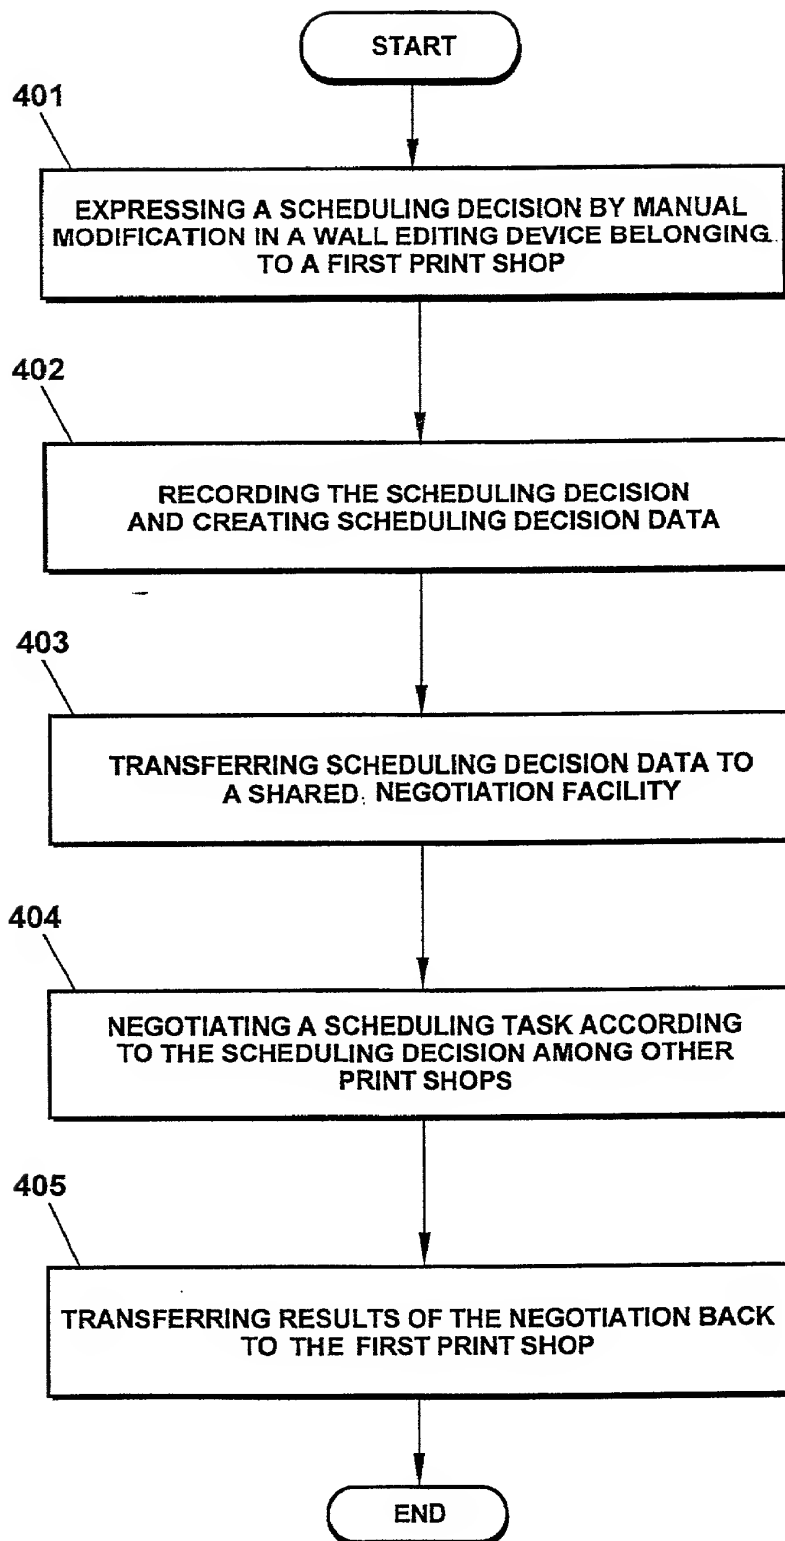 START
401
EXPRESSING A SCHEDULING DECISION BY MANUAL
MODIFICATION IN A WALL EDITING DEVICE BELONGING
TO A FIRST PRINT SHOP
402
RECORDING THE SCHEDULING DECISION
AND CREATING SCHEDULING DECISION DATA
403
TRANSFERRING SCHEDULING DECISION DATA TO
A SHARED NEGOTIATION FACILITY
404
NEGOTIATING A SCHEDULING TASK ACCORDING
TO THE SCHEDULING DECISION AMONG OTHER
PRINT SHOPS
405
TRANSFERRING RESULTS OF THE NEGOTIATION BACK
TO THE FIRST PRINT SHOP
END